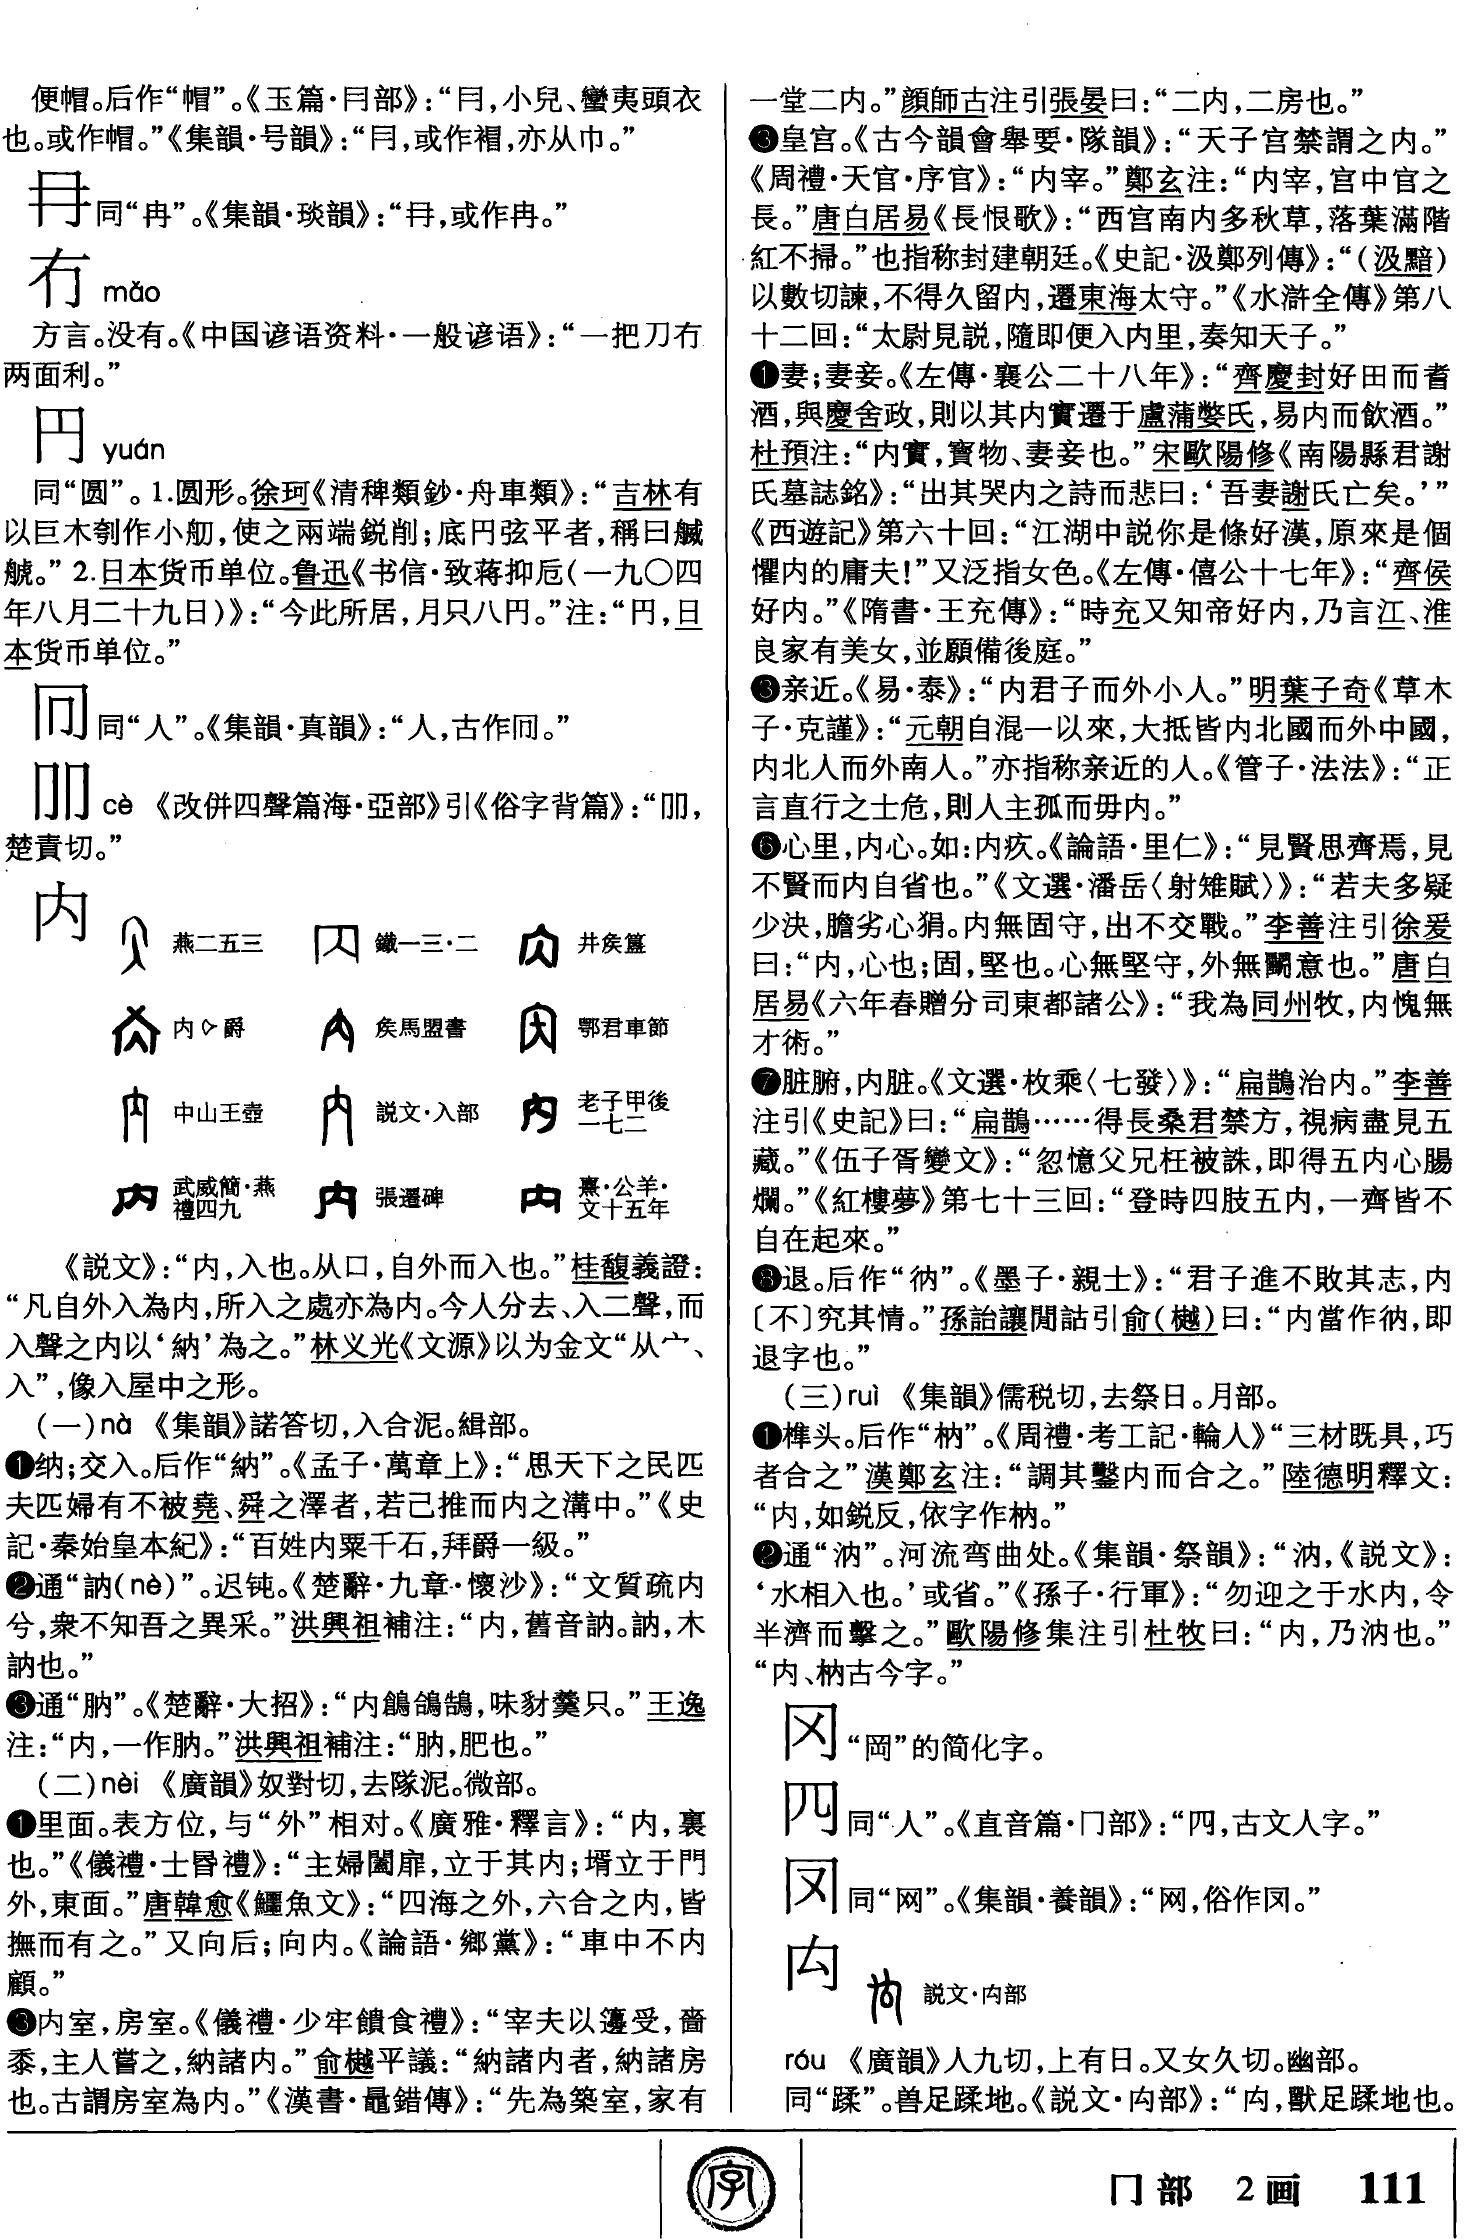 便帽。后作“帽”。《玉篇·冃部》:“冃,小兒、蠻夷頭衣
也。或作帽。”《集韻·号韻》:“冃,或作褶,亦从巾。”
冄同“冉”。《集韻·琰韻》:“冄,或作冉。”
冇 mǎo
方言。没有。《中国谚语资料·一般谚语》:“一把刀冇
两面利。”
円 yuán
同“圆”。1.圆形。徐珂《清稗類鈔·舟車類》:“吉林有
以巨木刳作小舠,使之兩端鋭削;底円弦平者,稱曰艬
艍。”2.日本货币单位。鲁迅《书信·致蒋抑卮(一九〇四
年八月二十九日)》:“今此所居,月只八円。”注:“円,日
本货币单位。”
同“人”。《集韻·真韻》:“人,古作冋。”
cè 《改併四聲篇海·亞部》引《俗字背篇》:“
楚責切。”
内
燕二五三 鐵一三·二 井矦簋
内爵 矦馬盟書 鄂君車節
中山王壺 説文·入部 老子甲後一七二
武威簡·燕禮四九 張遷碑 熹·公羊·文十五年
《説文》:“内,入也。从口,自外而入也。”桂馥義證:
“凡自外入為内,所入之處亦為内。今人分去、入二聲,而
入聲之内以‘納’為之。”林义光《文源》以为金文“从宀、
入”,像入屋中之形。
(一)nà 《集韻》諾答切,入合泥。緝部。
❶纳;交入。后作“納”。《孟子·萬章上》:“思天下之民匹
夫匹婦有不被堯、舜之澤者,若己推而内之溝中。”《史
記·秦始皇本紀》:“百姓内粟千石,拜爵一級。”
❷通“訥(nè)”。迟钝。《楚辭·九章·懷沙》:“文質疏内
兮,衆不知吾之異采。”洪興祖補注:“内,舊音訥。訥,木
訥也。”
❸通“肭”。《楚辭·大招》:“内鶬鴿鵠,味豺羹只。”王逸
注:“内,一作肭。”洪興祖補注:“肭,肥也。”
(二)nèi 《廣韻》奴對切,去隊泥。微部。
❶里面。表方位,与“外”相对。《廣雅·釋言》:“内,裏
也。”《儀禮·士昏禮》:“主婦闔扉,立于其内;壻立于門
外,東面。”唐韓愈《鱷魚文》:“四海之外,六合之内,皆
撫而有之。”又向后;向内。《論語·鄉黨》:“車中不内
顧。”
❸内室,房室。《儀禮·少牢饋食禮》:“宰夫以籩受,嗇
黍,主人嘗之,納諸内。”俞樾平議:“納諸内者,納諸房
也。古謂房室為内。”《漢書·鼂錯傳》:“先為築室,家有
一堂二内。”顔師古注引張晏曰:“二内,二房也。”
❸皇宫。《古今韻會舉要·隊韻》:“天子宫禁謂之内。”
《周禮·天官·序官》:“内宰。”鄭玄注:“内宰,宫中官之
長。”唐白居易《長恨歌》:“西宫南内多秋草,落葉滿階
紅不掃。”也指称封建朝廷。《史記·汲鄭列傳》:“(汲黯)
以數切諫,不得久留内,遷東海太守。”《水滸全傳》第八
十二回:“太尉見説,隨即便入内里,奏知天子。”
❶妻;妻妾。《左傳·襄公二十八年》:“齊慶封好田而耆
酒,與慶舍政,則以其内實遷于盧蒲嫳氏,易内而飲酒。”
杜預注:“内實,寳物、妻妾也。”宋歐陽修《南陽縣君謝
氏墓誌銘》:“出其哭内之詩而悲曰:‘吾妻謝氏亡矣。’”
《西遊記》第六十回:“江湖中説你是條好漢,原來是個
懼内的庸夫!”又泛指女色。《左傳·僖公十七年》:“齊侯
好内。”《隋書·王充傳》:“時充又知帝好内,乃言江、淮
良家有美女,並願備後庭。”
❸亲近。《易·泰》:“内君子而外小人。”明葉子奇《草木
子·克謹》:“元朝自混一以來,大抵皆内北國而外中國,
内北人而外南人。”亦指称亲近的人。《管子·法法》:“正
言直行之士危,則人主孤而毋内。”
❻心里,内心。如:内疚。《論語·里仁》:“見賢思齊焉,見
不賢而内自省也。”《文選·潘岳〈射雉賦〉》:“若夫多疑
少決,膽劣心狷。内無固守,出不交戰。”李善注引徐爰
曰:“内,心也;固,堅也。心無堅守,外無鬭意也。”唐白
居易《六年春贈分司東都諸公》:“我為同州牧,内愧無
才術。”
❼脏腑,内脏。《文選·枚乘〈七發〉》:“扁鵲治内。”李善
注引《史記》曰:“扁鵲……得長桑君禁方,視病盡見五
藏。”《伍子胥變文》:“忽憶父兄枉被誅,即得五内心腸
爛。”《紅樓夢》第七十三回:“登時四肢五内,一齊皆不
自在起來。”
❽退。后作“㐻”。《墨子·親士》:“君子進不敗其志,内
〔不〕究其情。”孫詒讓閒詁引俞(樾)曰:“内當作㐻,即
退字也。”
(三)ruì 《集韻》儒税切,去祭日。月部。
❶榫头。后作“枘”。《周禮·考工記·輪人》“三材既具,巧
者合之”漢鄭玄注:“調其鑿内而合之。”陸德明釋文:
“内,如鋭反,依字作枘。”
❷通“汭”。河流弯曲处。《集韻·祭韻》:“汭,《説文》:
‘水相入也。’或省。”《孫子·行軍》:“勿迎之于水内,令
半濟而擊之。”歐陽修集注引杜牧曰:“内,乃汭也。”
“内、枘古今字。”
冈“岡”的简化字。
同“人”。《直音篇·冂部》:“古文人字。”
同“网”。《集韻·養韻》:“网,俗作𦉯。”
禸
説文·禸部
róu 《廣韻》人九切,上有日。又女久切。幽部。
同“蹂”。兽足蹂地。《説文·禸部》:“禸,獸足蹂地也。
字
冂部 2画 111